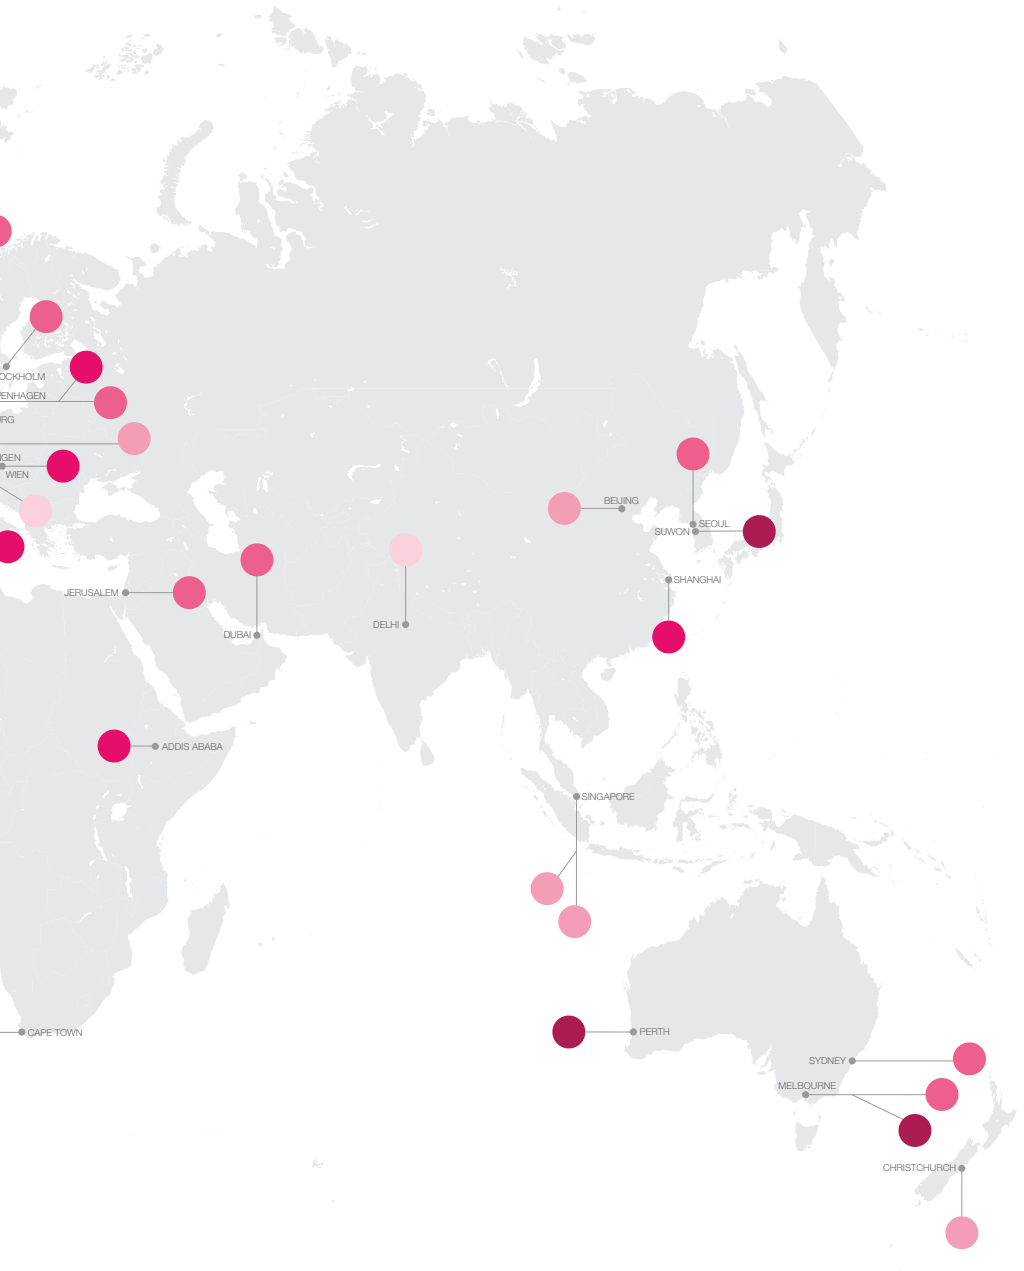 OCKHOLM
ENHAGEN
RG
GEN
WIEN
BEIJING
SEOUL
SUWON
SHANGHAI
JERUSALEM
DELHI
DUBAI
ADDIS ABABA
SINGAPORE
CAPE TOWN
PERTH
SYDNEY
MELBOURNE
CHRISTCHURCH